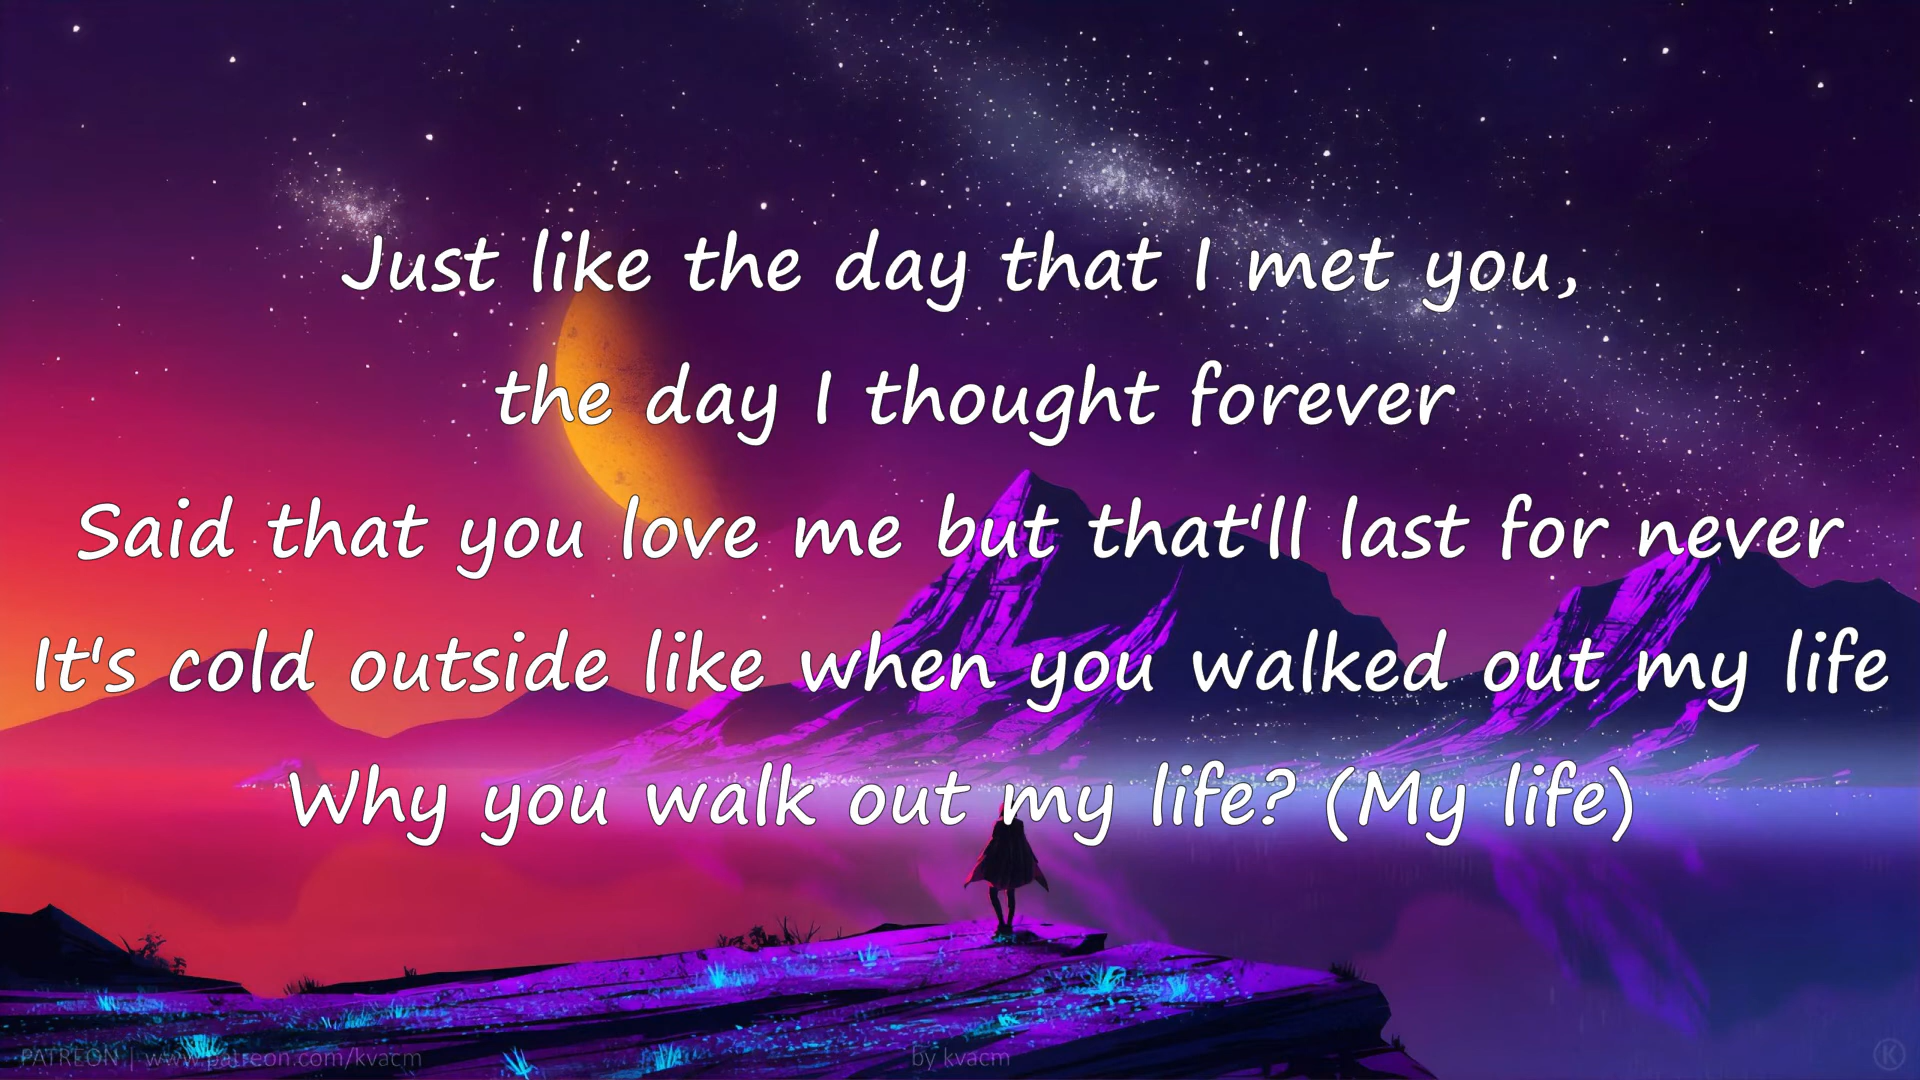 Just like the day that I met you,
the day I thought forever
Said that you love me but that'll last for never
It's cold outside like when you walked out my life
Why you walk out my life? (My life)
PATREON | www.patreon.com/kvacm
by kvacm
K